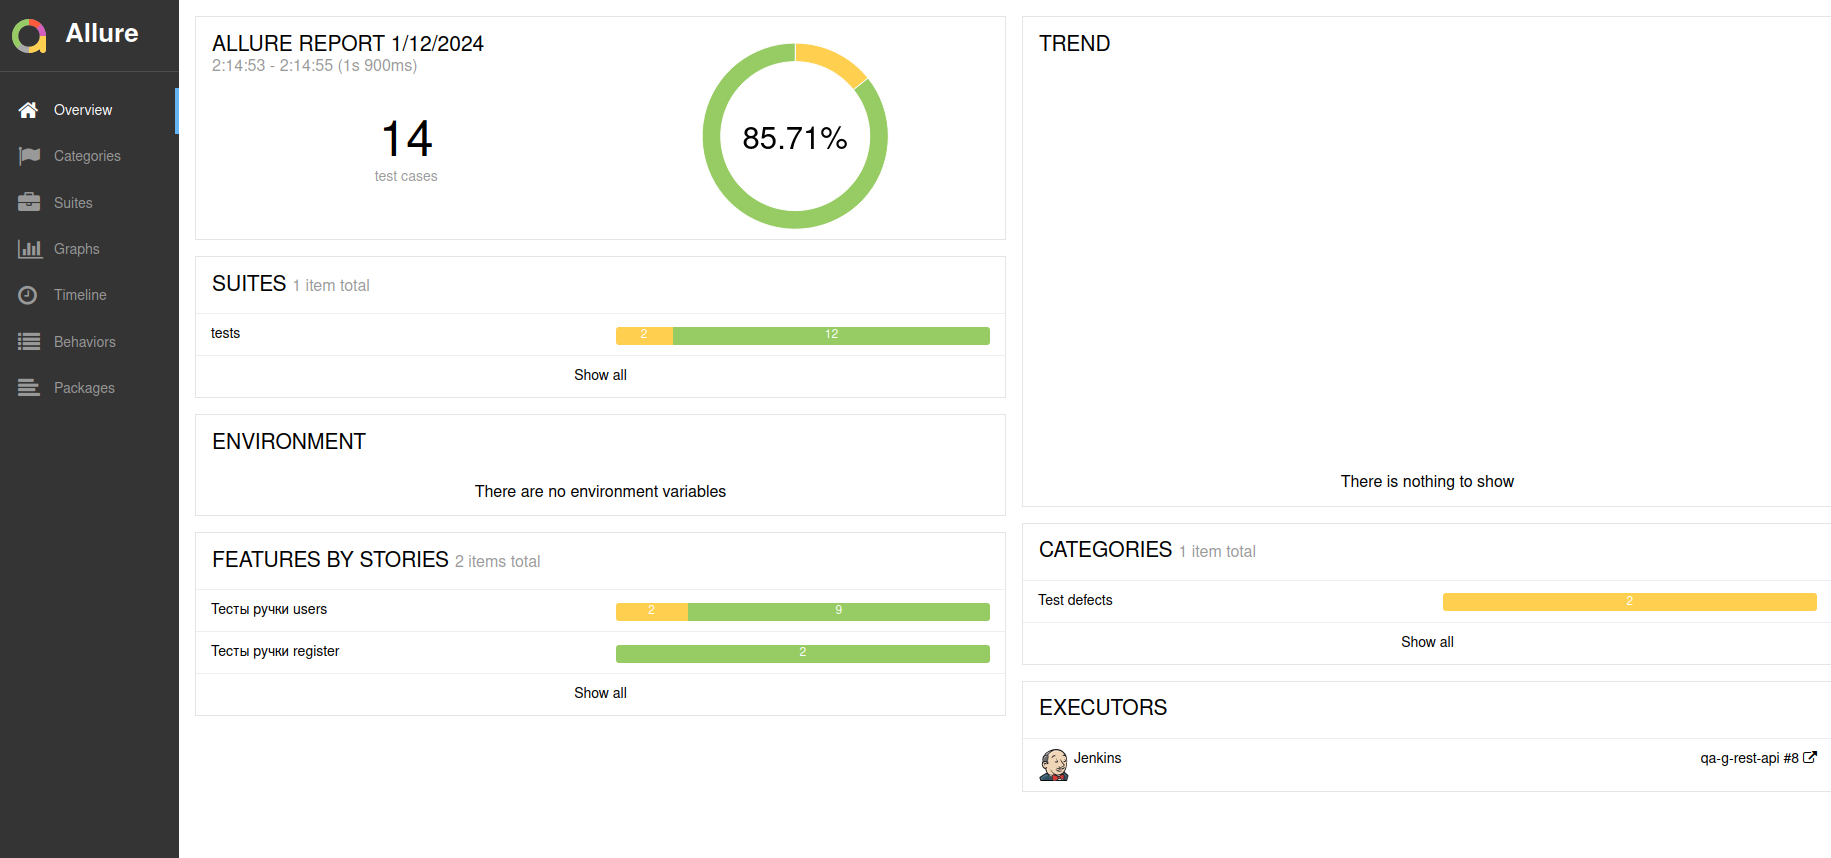 Allure
Overview
Categories
Suites
Graphs
Timeline
Behaviors
Packages
ALLURE REPORT 1/12/2024
2:14:53 - 2:14:55 (1s 900ms)
14
test cases
85.71%
SUITES 1 item total
tests 2 12
Show all
ENVIRONMENT
There are no environment variables
FEATURES BY STORIES 2 items total
Тесты ручки users 2 9
Тесты ручки register 2
Show all
TREND
There is nothing to show
CATEGORIES 1 item total
Test defects 2
Show all
EXECUTORS
Jenkins qa-g-rest-api #8